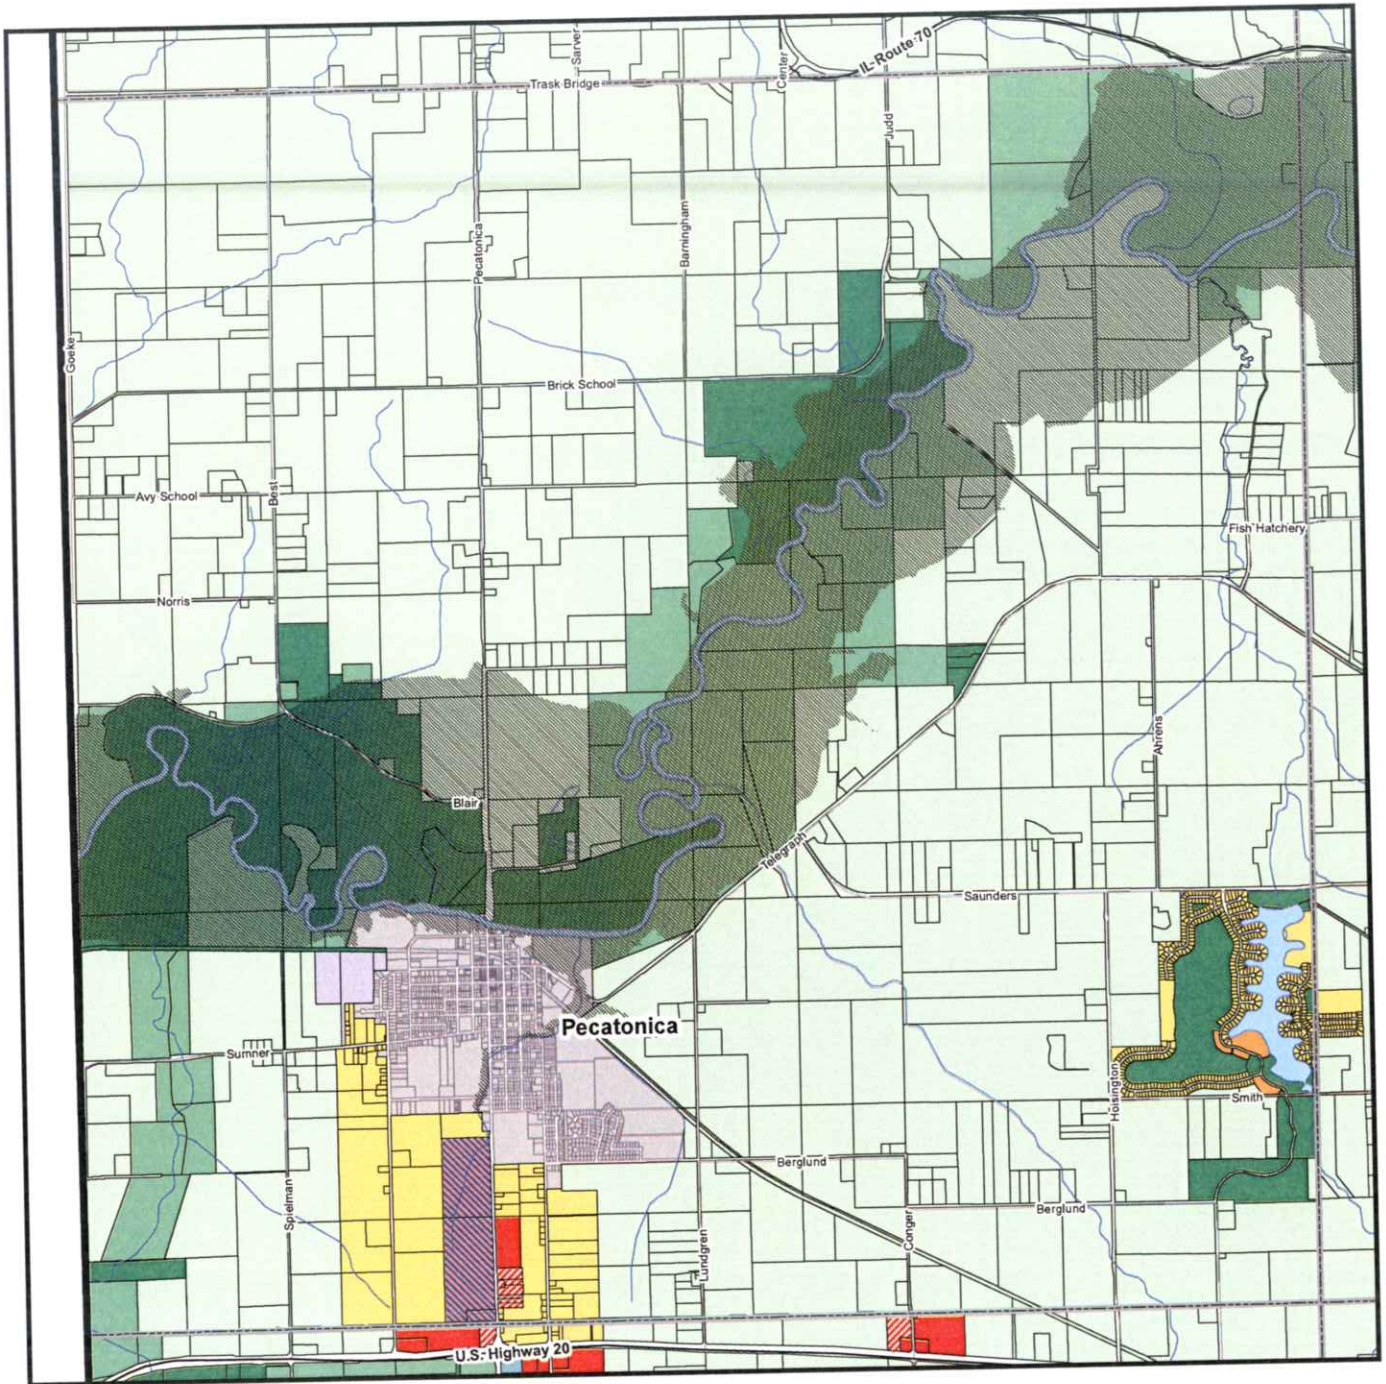 Sarver
Center
IL-Route 70
Trask Bridge
Judd
Pecatonica
Barningham
Goeke
Brick School
Best
Avy School
Fish Hatchery
Norris
Ahrens
Blair
Telegraph
Saunders
Pecatonica
Sumner
Hoisington
Smith
Berglund
Spielman
Lundgren
Conger
Berglund
U.S. Highway 20